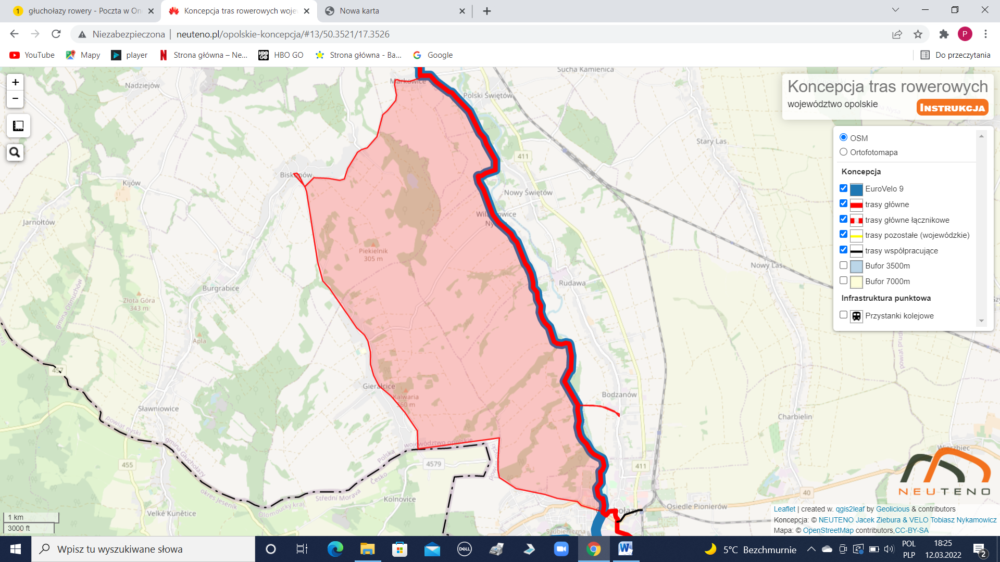 głuchołazy rowery - Poczta w On
Koncepcja tras rowerowych woje
Nowa karta
Niezabezpieczona
neuteno.pl/opolskie-koncepcja/#13/50.3521/17.3526
P
YouTube
Mapy
player
Strona główna – Ne...
HBO GO
Strona główna - Ba...
Google
Do przeczytania
+
−
Koncepcja tras rowerowych
województwo opolskie
INSTRUKCJA
OSM
Ortofotomapa
Koncepcja
EuroVelo 9
trasy główne
trasy główne łącznikowe
trasy pozostałe (wojewódzkie)
trasy współpracujące
Bufor 3500m
Bufor 7000m
Infrastruktura punktowa
Przystanki kolejowe
Sucha Kamienica
Markowice
Nadziejów
Polski Świętów
Stary Las
411
Kijów
Nowy Świętów
Jarnołtów
Piekielnik
305 m
Nowy Las
Burgrabice
Rudawa
Złota Góra
343 m
gmina Otmuchów
Apla
457
Gierałcice
Kalwaria
360 m
Bodzanów
Sławniowice
powiat nyski
Charbielin
województwo opolskie
gmina Głuchołazy
Polska
Česko
4579
455
411
okres Jeseník
Střední Morava
Olomoucký kraj
Kolnovice
Velké Kunětice
40
Osiedle Pionierów
NEUTENO
1 km
3000 ft
Leaflet | created w. qgis2leaf by Geolicious & contributors
Koncepcja: © NEUTENO Jacek Ziebura & VELO Tobiasz Nykamowicz
Mapa: © OpenStreetMap contributors,CC-BY-SA
Wpisz tu wyszukiwane słowa
DELL
5°C Bezchmurnie
POL
PLP
18:25
12.03.2022
2